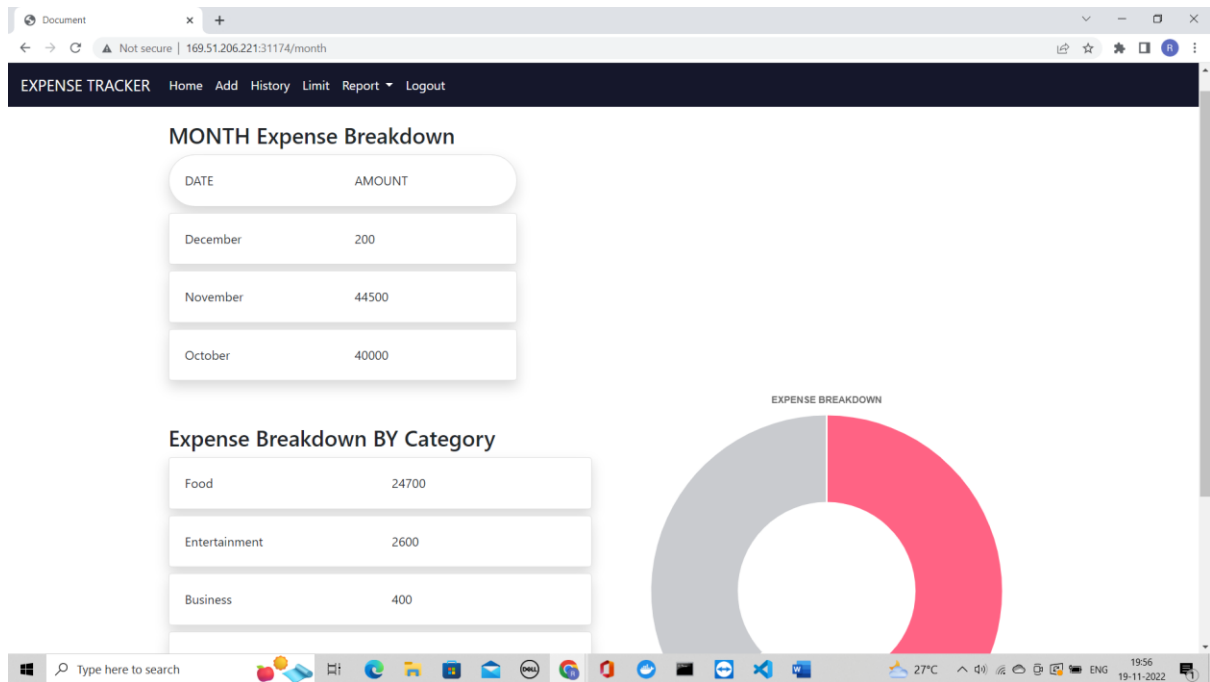 Document
Not secure | 169.51.206.221:31174/month
R
EXPENSE TRACKER Home Add History Limit Report Logout
MONTH Expense Breakdown
DATE AMOUNT
December 200
November 44500
October 40000
EXPENSE BREAKDOWN
Expense Breakdown BY Category
Food 24700
Entertainment 2600
Business 400
Type here to search
DELL
27°C
ENG
19:56
19-11-2022
1